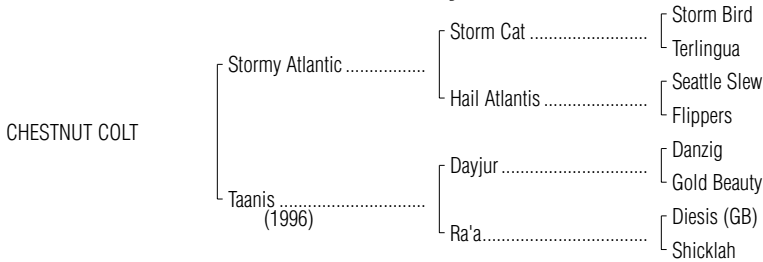 Storm Bird
Storm Cat ..........................
Terlingua
Stormy Atlantic .................
Seattle Slew
Hail Atlantis ......................
Flippers
CHESTNUT COLT
Danzig
Dayjur ...............................
Gold Beauty
Taanis ...............................
(1996)
Diesis (GB)
Ra'a...................................
Shicklah